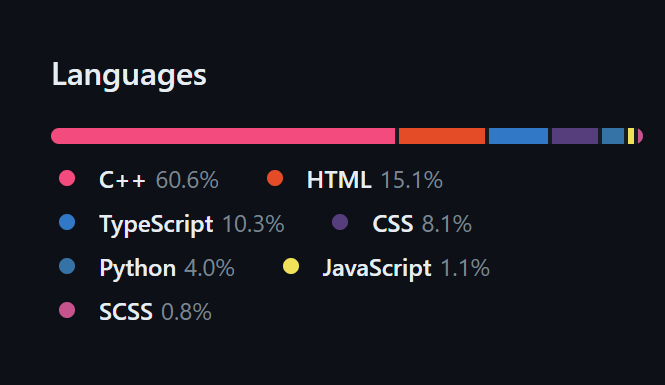 Languages
C++ 60.6% HTML 15.1%
TypeScript 10.3% CSS 8.1%
Python 4.0% JavaScript 1.1%
SCSS 0.8%